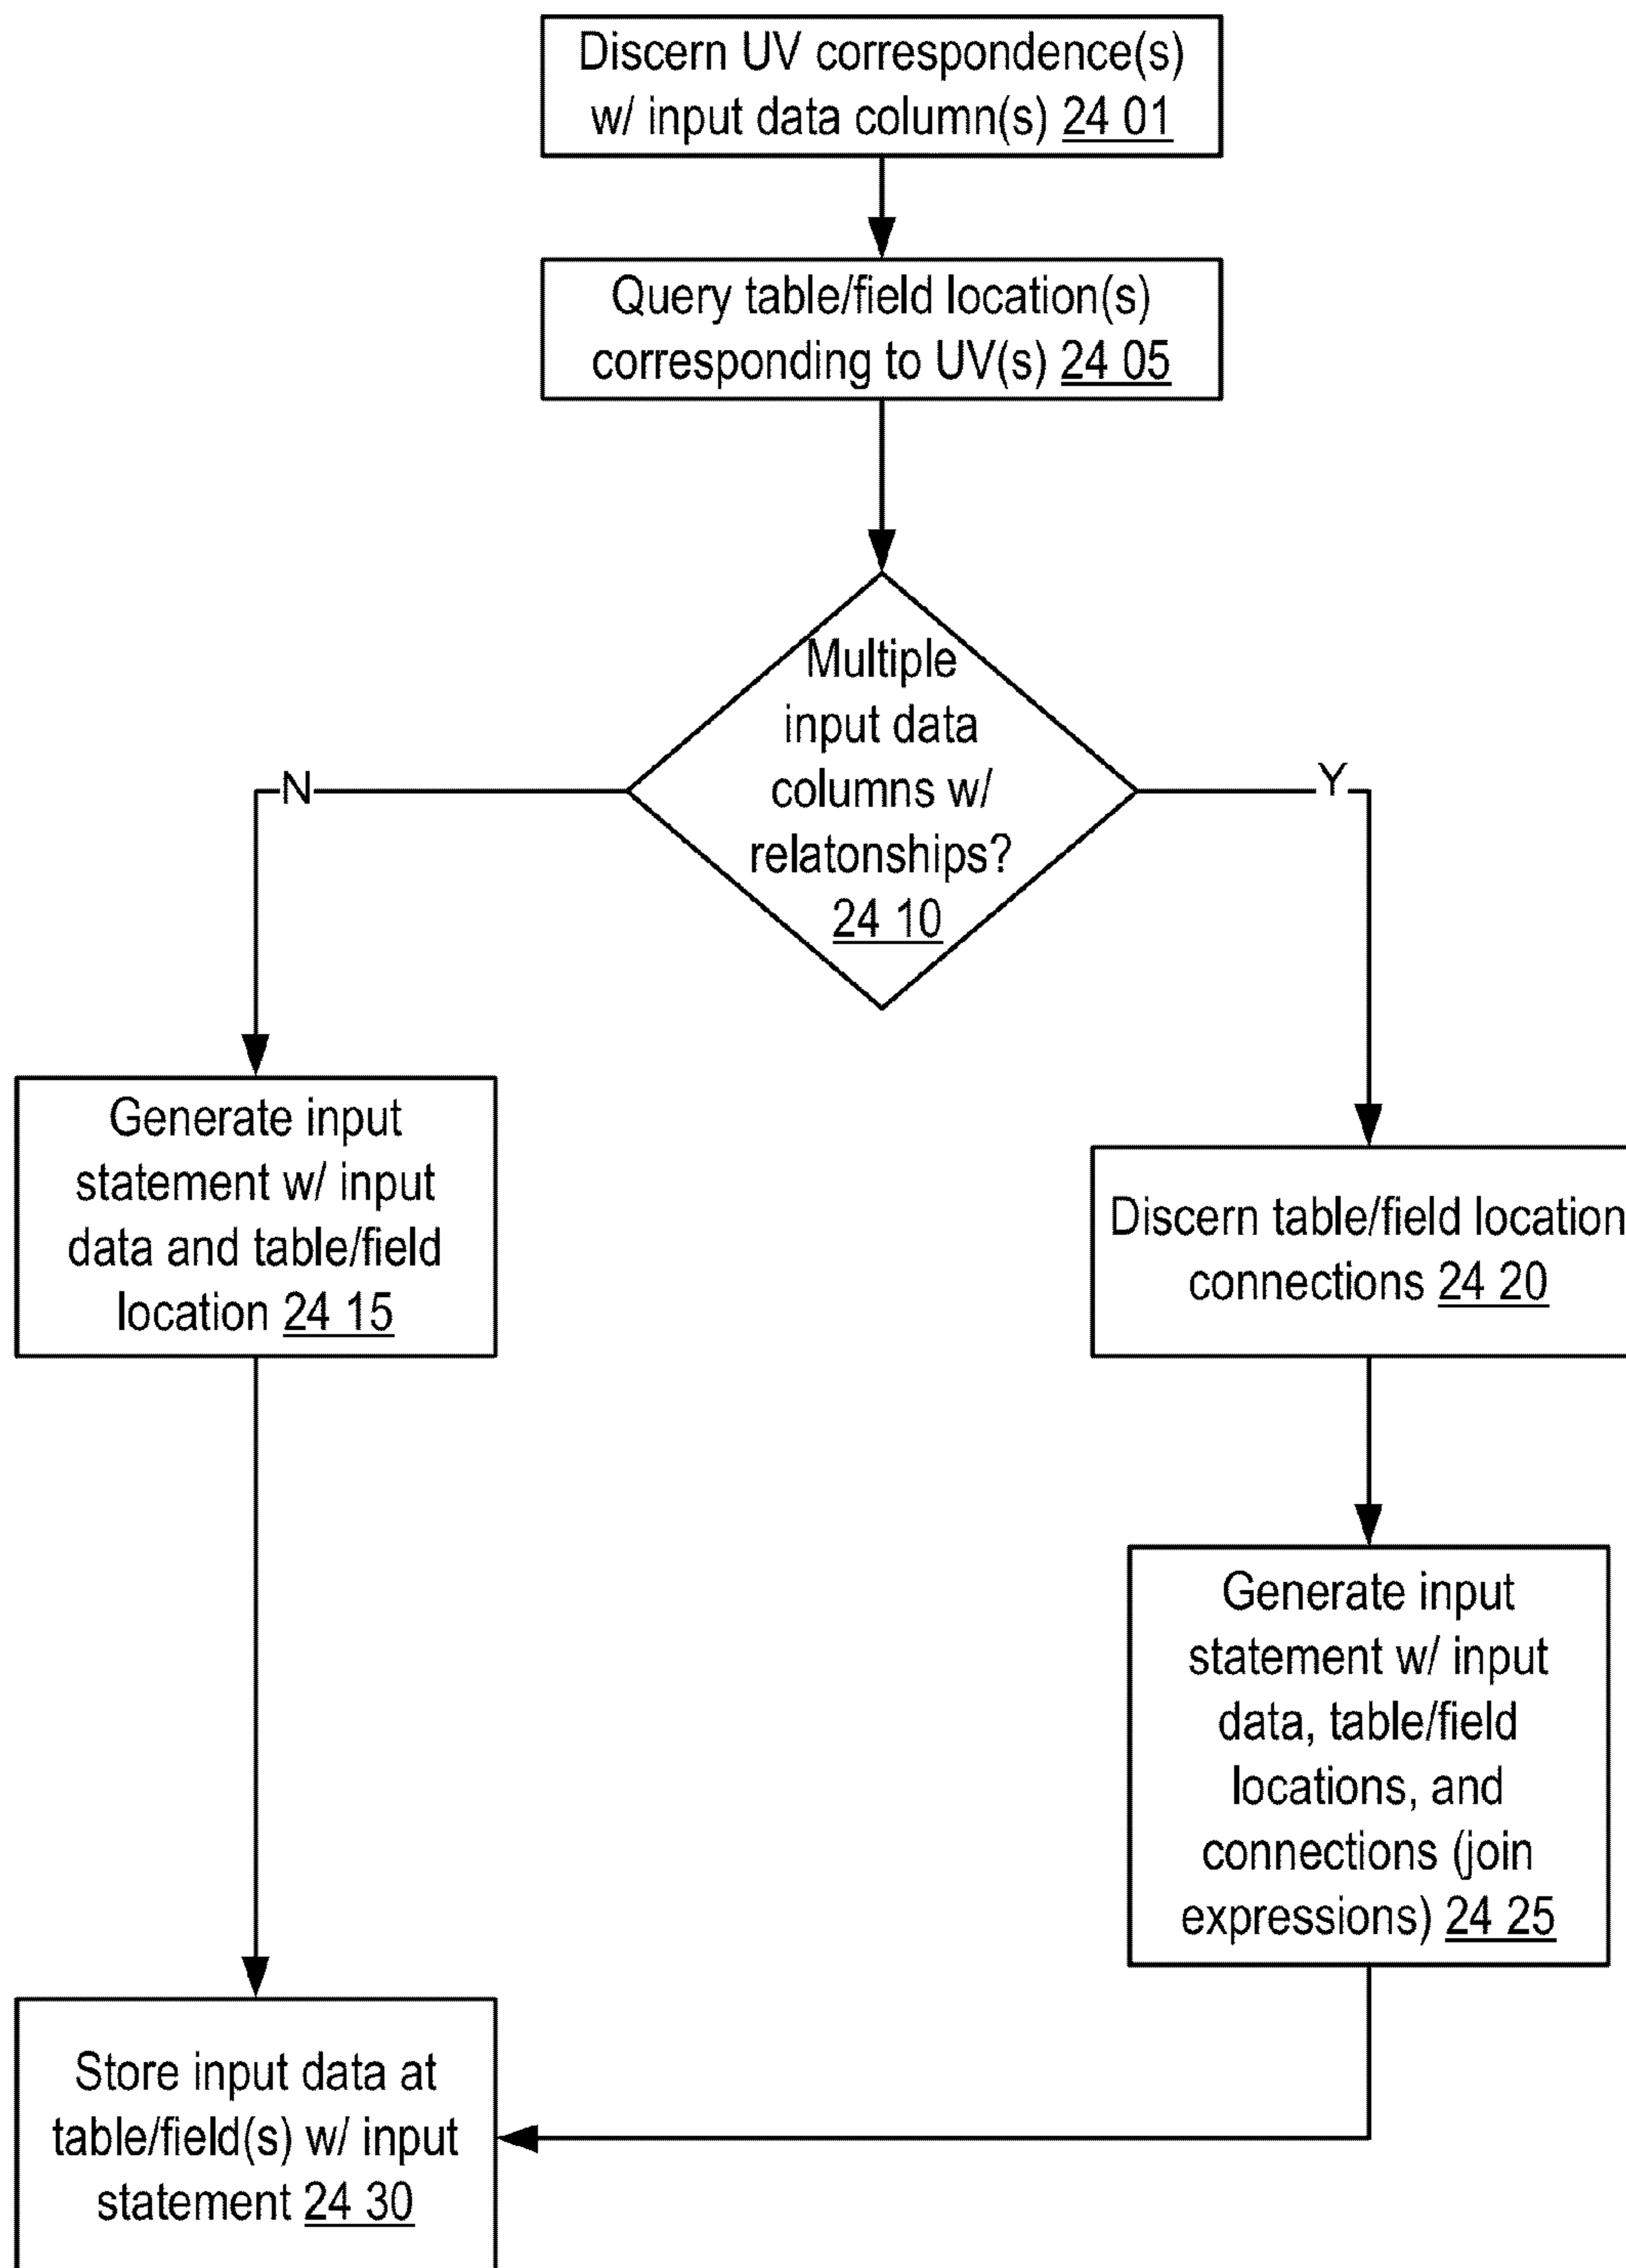 Discern UV correspondence(s)
w/ input data column(s) 24 01
Query table/field location(s)
corresponding to UV(s) 24 05
Multiple
input data
columns w/
relatonships?
24 10
N
Y
Generate input
statement w/ input
data and table/field
location 24 15
Discern table/field location
connections 24 20
Generate input
statement w/ input
data, table/field
locations, and
connections (join
expressions) 24 25
Store input data at
table/field(s) w/ input
statement 24 30